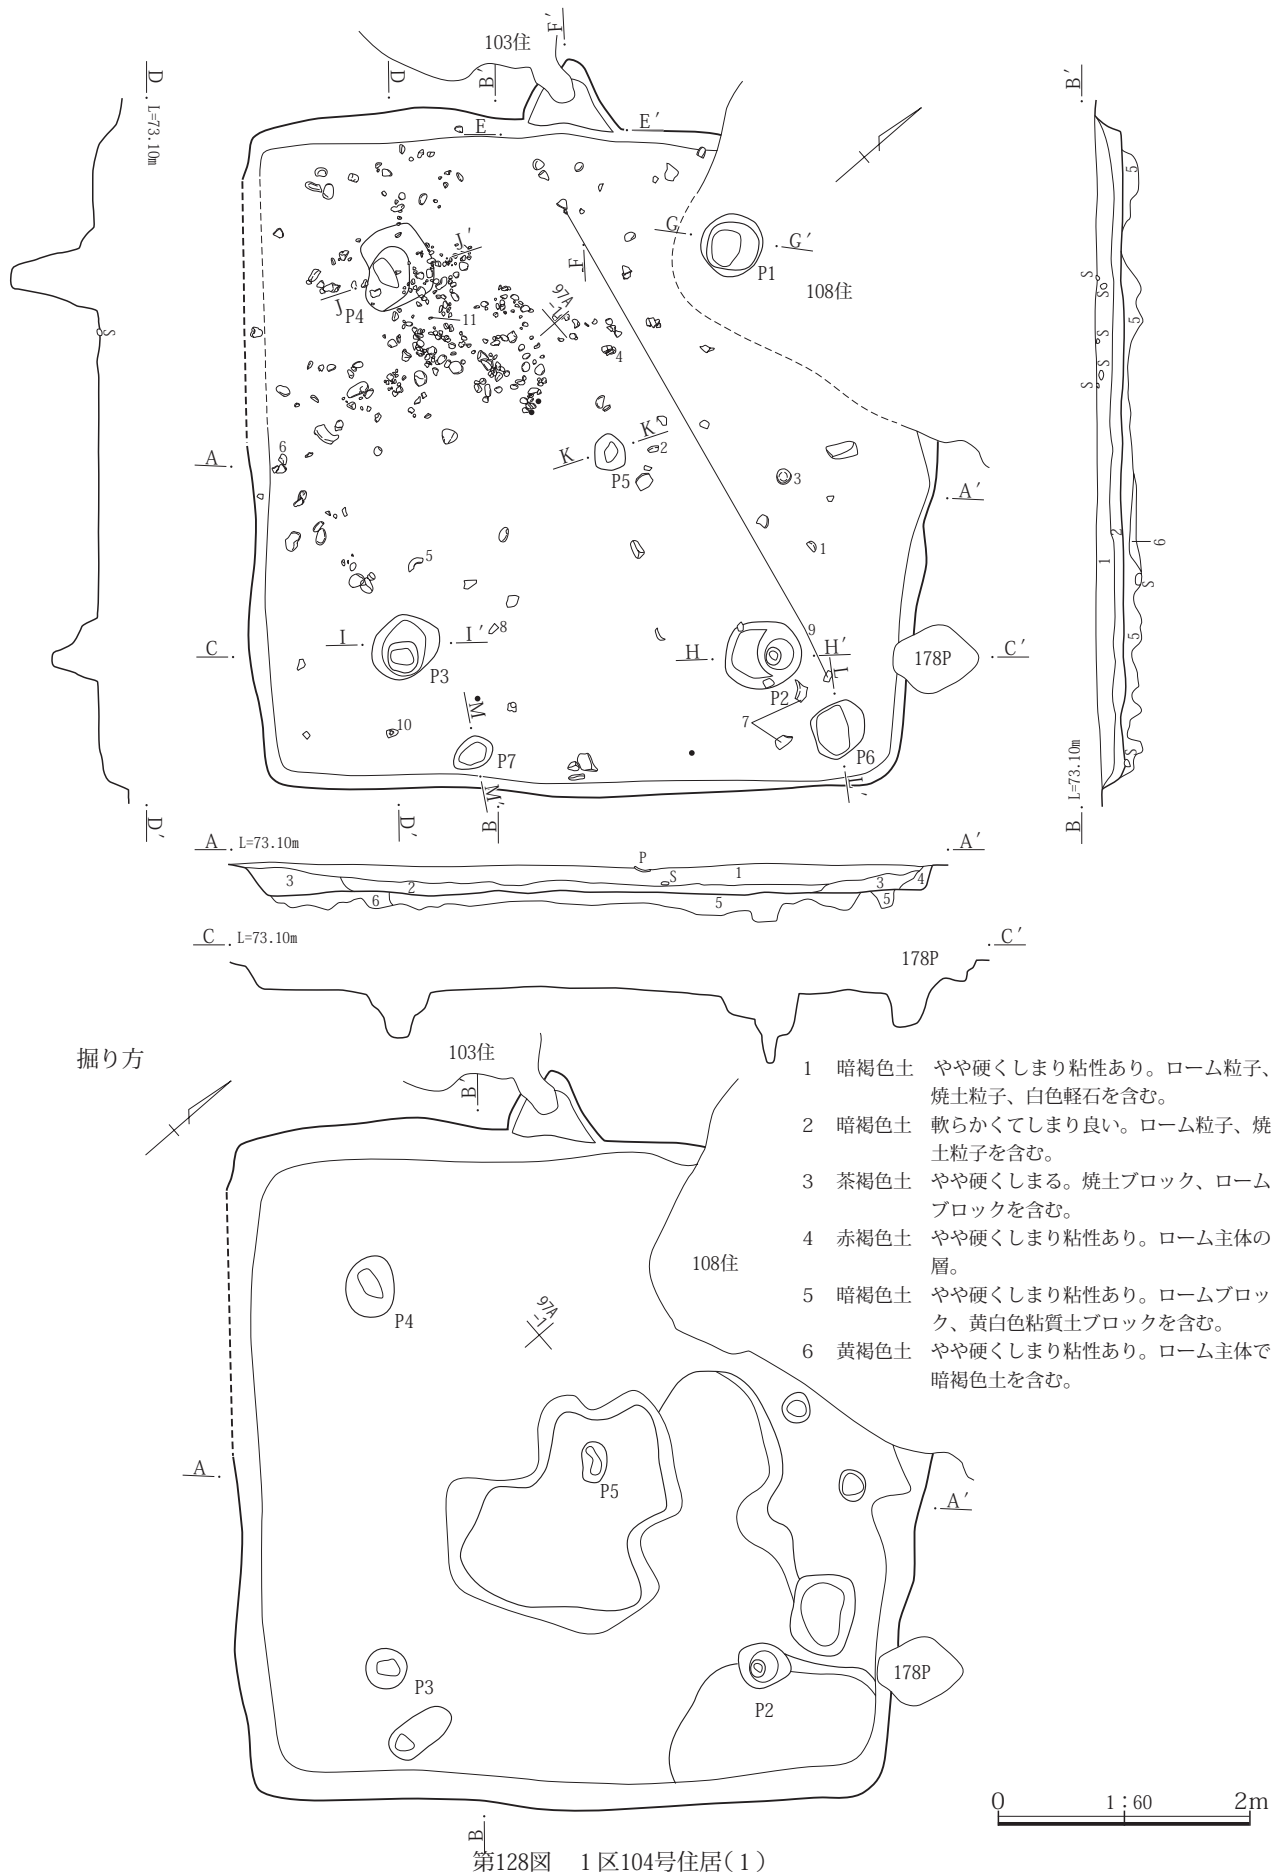 103住
F′
D
D
B′
B′
L=73.10m
E
E′
G
G′
P1
108住
J′
J
P4
F
97A
-1
11
4
S
5
5
S
S
S
S
S
6
A
K
K′
2
P5
3
A′
1
5
2
6
1
S
5
C
I
I′
8
P3
H
9
H′
178P
C′
P2
L
10
M
7
P7
P6
S
L=73.10m
D′
D′
M′
B
L′
B
A
L=73.10m
A′
P
3
2
S
1
3
4
6
5
5
C
L=73.10m
178P
C′
掘り方
103住
B′
1 暗褐色土 やや硬くしまり粘性あり。ローム粒子、
焼土粒子、白色軽石を含む。
2 暗褐色土 軟らかくてしまり良い。ローム粒子、焼
土粒子を含む。
3 茶褐色土 やや硬くしまる。焼土ブロック、ローム
ブロックを含む。
4 赤褐色土 やや硬くしまり粘性あり。ローム主体の
層。
5 暗褐色土 やや硬くしまり粘性あり。ロームブロッ
ク、黄白色粘質土ブロックを含む。
6 黄褐色土 やや硬くしまり粘性あり。ローム主体で
暗褐色土を含む。
108住
P4
97A
-1
A
P5
A′
P3
P2
178P
B
0 1:60 2m
第128図 1区104号住居(1)